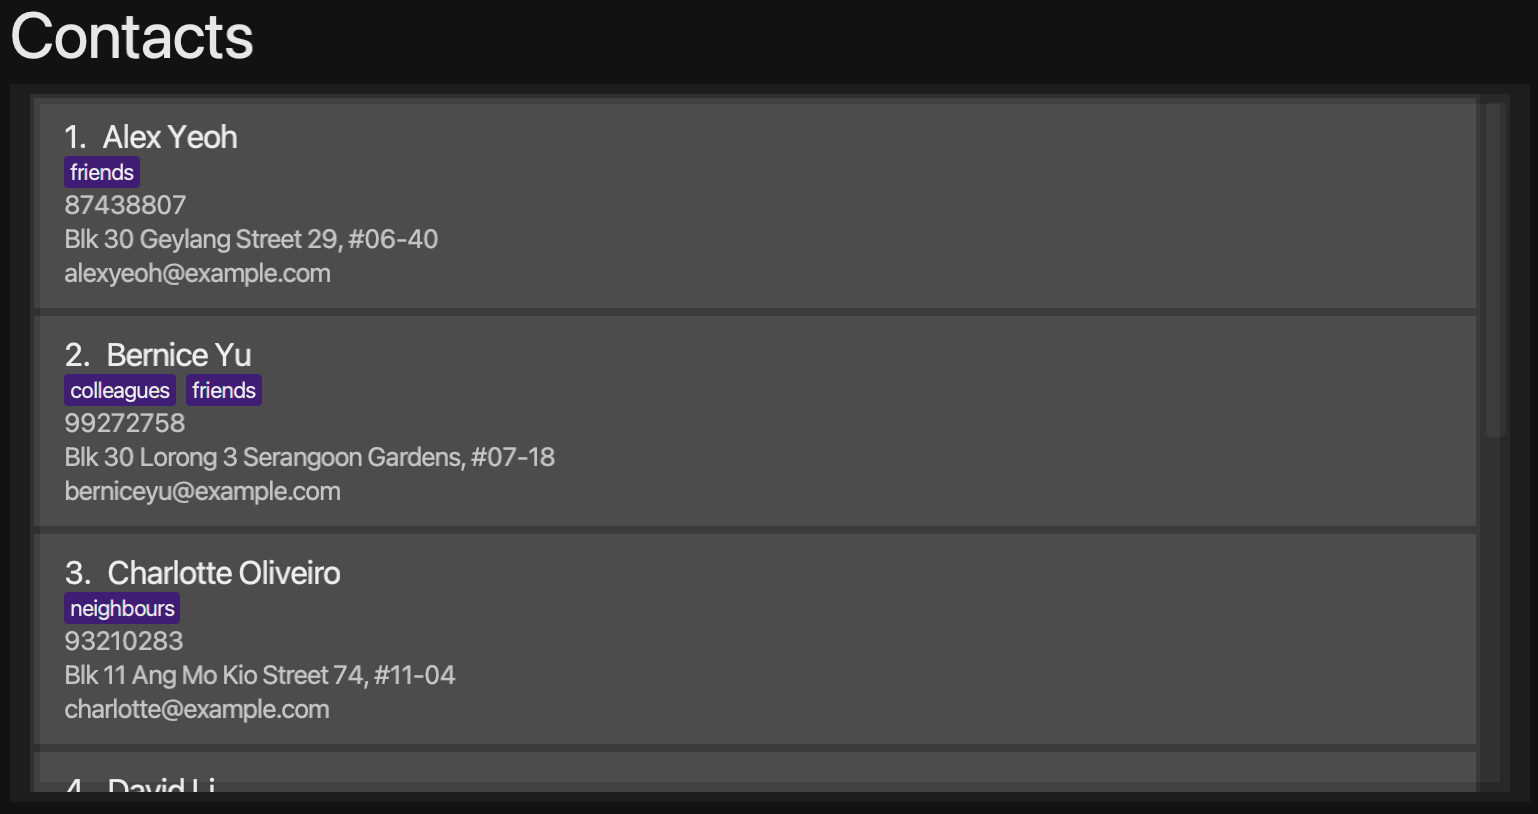 Contacts
1. Alex Yeoh
friends
87438807
Blk 30 Geylang Street 29, #06-40
alexyeoh@example.com
2. Bernice Yu
colleagues friends
99272758
Blk 30 Lorong 3 Serangoon Gardens, #07-18
berniceyu@example.com
3. Charlotte Oliveiro
neighbours
93210283
Blk 11 Ang Mo Kio Street 74, #11-04
charlotte@example.com
4. David Li